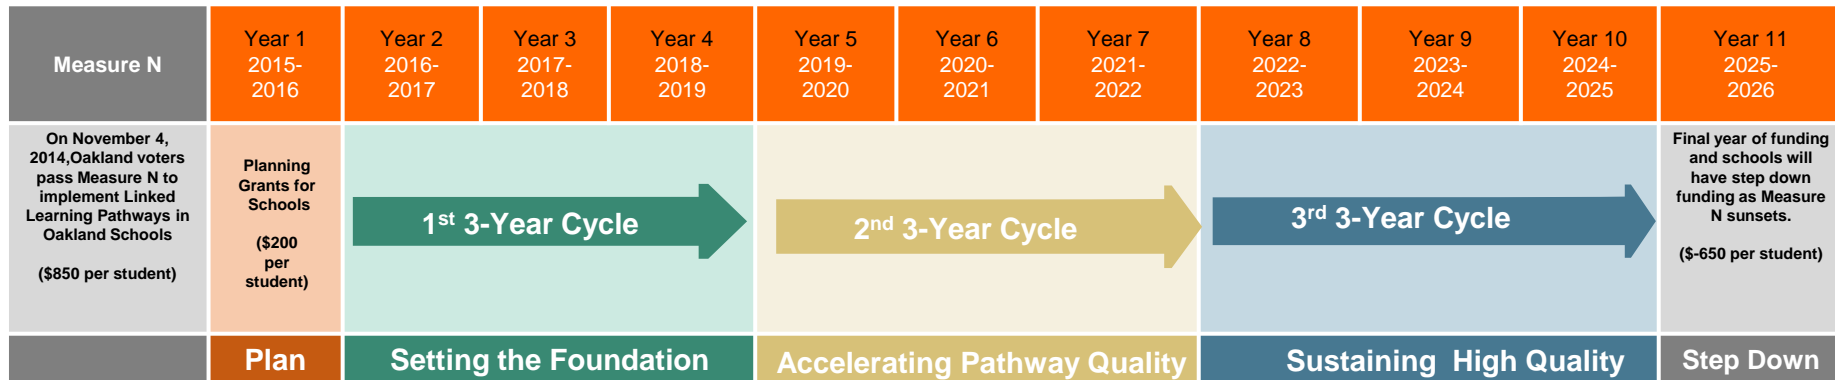 Measure N
Year 1
2015-
2016
Year 2
2016-
2017
Year 3
2017-
2018
Year 4
2018-
2019
Year 5
2019-
2020
Year 6
2020-
2021
Year 7
2021-
2022
Year 8
2022-
2023
Year 9
2023-
2024
Year 10
2024-
2025
Year 11
2025-
2026
On November 4,
2014,Oakland voters
pass Measure N to
implement Linked
Learning Pathways in
Oakland Schools
($850 per student)
Planning
Grants for
Schools
($200
per
student)
1st 3-Year Cycle
2nd 3-Year Cycle
3rd 3-Year Cycle
Final year of funding
and schools will
have step down
funding as Measure
N sunsets.
($-650 per student)
Plan
Setting the Foundation
Accelerating Pathway Quality
Sustaining High Quality
Step Down